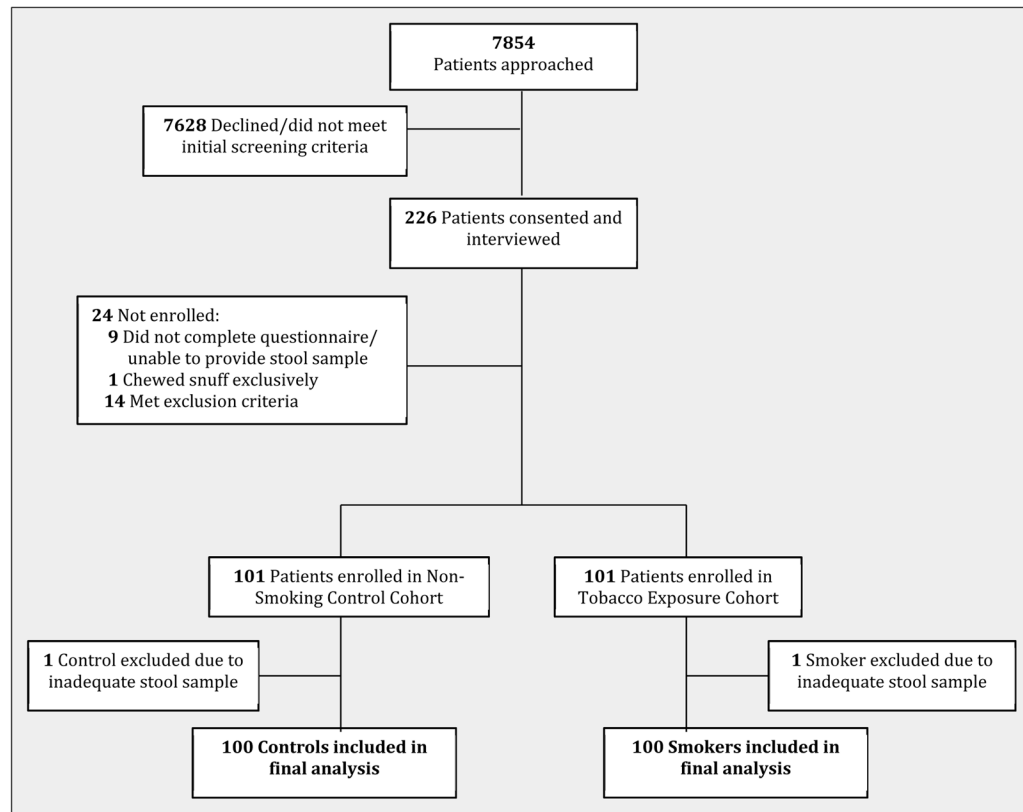 7854
Patients approached
7628 Declined/did not meet
initial screening criteria
226 Patients consented and
interviewed
24 Not enrolled:
9 Did not complete questionnaire/
unable to provide stool sample
1 Chewed snuff exclusively
14 Met exclusion criteria
101 Patients enrolled in Non-
Smoking Control Cohort
101 Patients enrolled in
Tobacco Exposure Cohort
1 Control excluded due to
inadequate stool sample
1 Smoker excluded due to
inadequate stool sample
100 Controls included in
final analysis
100 Smokers included in
final analysis